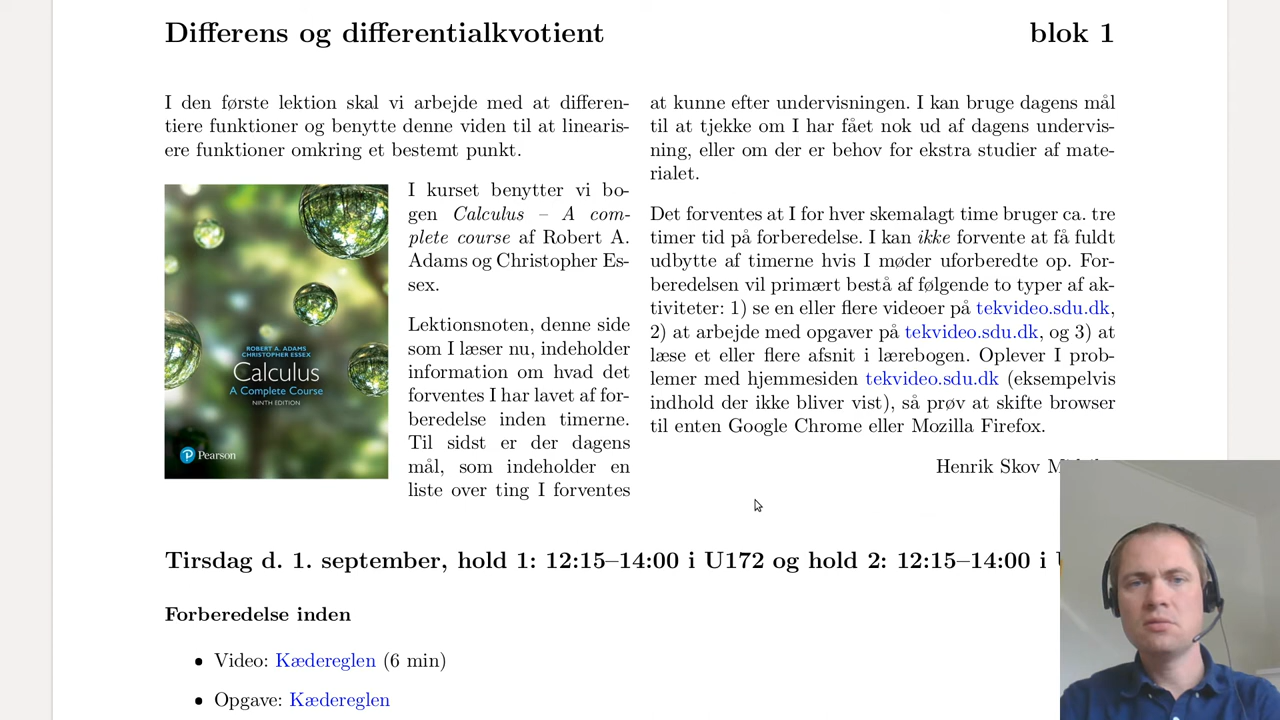 Differens og differentialkvotient blok 1
I den første lektion skal vi arbejde med at differen-
tiere funktioner og benytte denne viden til at linearis-
ere funktioner omkring et bestemt punkt.
ROBERT A. ADAMS
CHRISTOPHER ESSEX
Calculus
A Complete Course
NINTH EDITION
Pearson
I kurset benytter vi bo-
gen Calculus – A com-
plete course af Robert A.
Adams og Christopher Es-
sex.
Lektionsnoten, denne side
som I læser nu, indeholder
information om hvad det
forventes I har lavet af for-
beredelse inden timerne.
Til sidst er der dagens
mål, som indeholder en
liste over ting I forventes
at kunne efter undervisningen. I kan bruge dagens mål
til at tjekke om I har fået nok ud af dagens undervis-
ning, eller om der er behov for ekstra studier af mate-
rialet.
Det forventes at I for hver skemalagt time bruger ca. tre
timer tid på forberedelse. I kan ikke forvente at få fuldt
udbytte af timerne hvis I møder uforberedte op. For-
beredelsen vil primært bestå af følgende to typer af ak-
tiviteter: 1) se en eller flere videoer på tekvideo.sdu.dk,
2) at arbejde med opgaver på tekvideo.sdu.dk, og 3) at
læse et eller flere afsnit i lærebogen. Oplever I prob-
lemer med hjemmesiden tekvideo.sdu.dk (eksempelvis
indhold der ikke bliver vist), så prøv at skifte browser
til enten Google Chrome eller Mozilla Firefox.
Henrik Skov
Tirsdag d. 1. september, hold 1: 12:15–14:00 i U172 og hold 2: 12:15–14:00 i
Forberedelse inden
• Video: Kædereglen (6 min)
• Opgave: Kædereglen